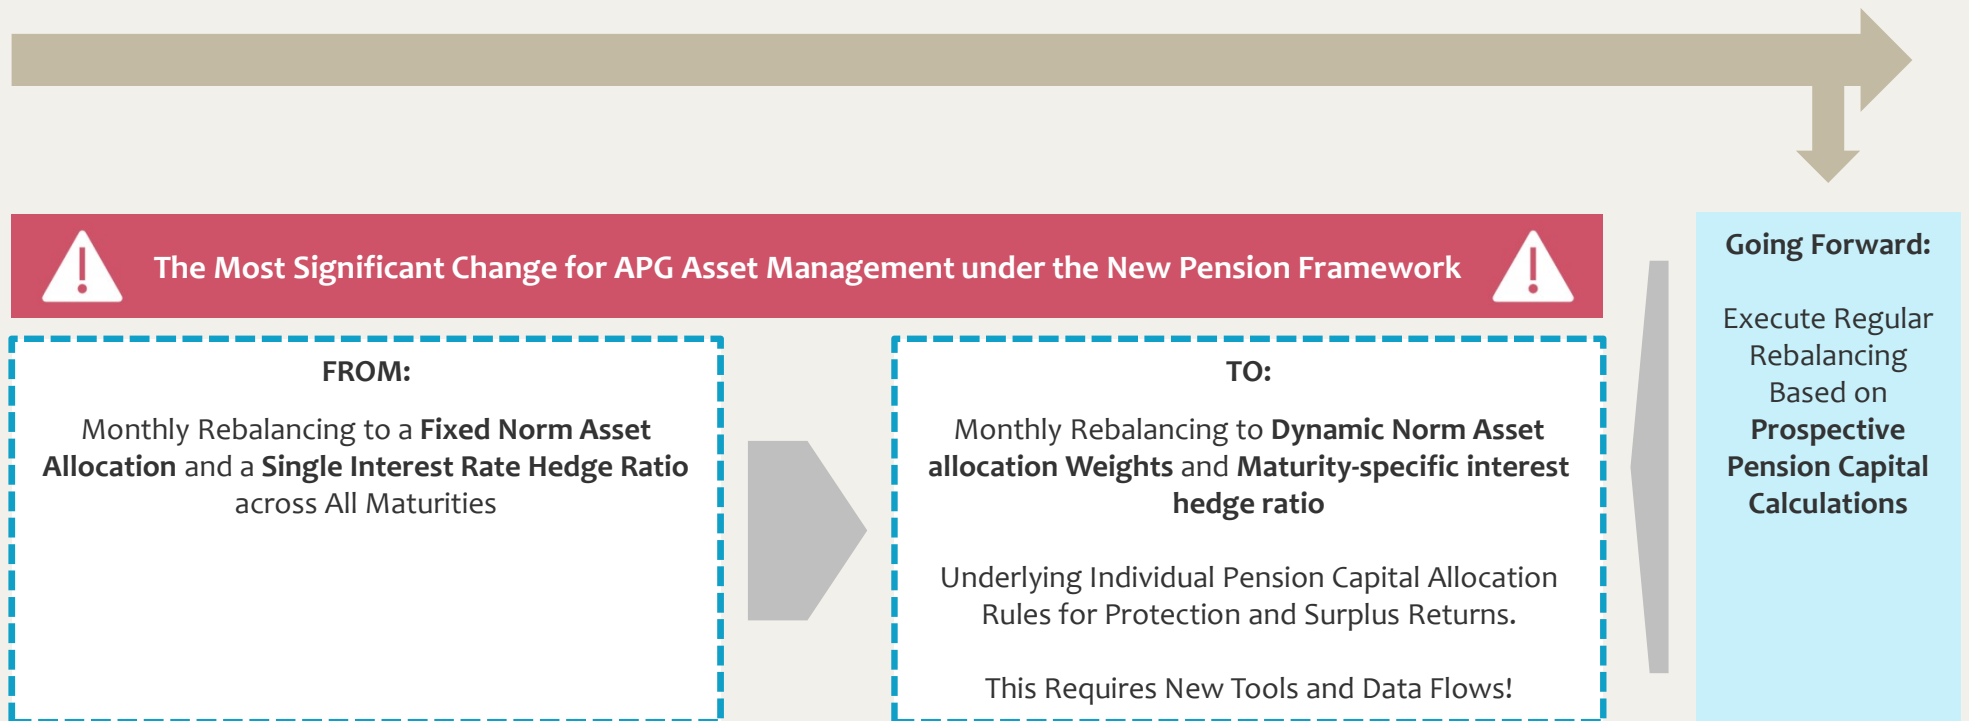 The Most Significant Change for APG Asset Management under the New Pension Framework
FROM:
Monthly Rebalancing to a Fixed Norm Asset
Allocation and a Single Interest Rate Hedge Ratio
across All Maturities
TO:
Monthly Rebalancing to Dynamic Norm Asset
allocation Weights and Maturity-specific interest
hedge ratio
Underlying Individual Pension Capital Allocation
Rules for Protection and Surplus Returns.
This Requires New Tools and Data Flows!
Going Forward:
Execute Regular
Rebalancing
Based on
Prospective
Pension Capital
Calculations